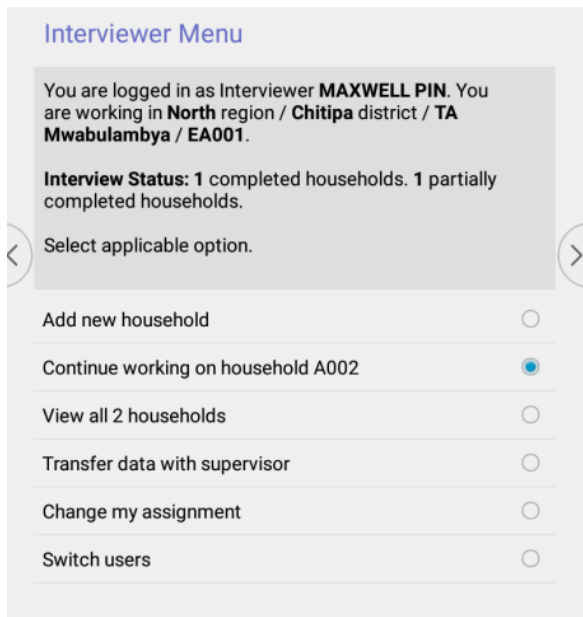 Interviewer Menu
You are logged in as Interviewer MAXWELL PIN. You
are working in North region / Chitipa district / TA
Mwabulambya / EA001.
Interview Status: 1 completed households. 1 partially
completed households.
Select applicable option.
Add new household
Continue working on household A002
View all 2 households
Transfer data with supervisor
Change my assignment
Switch users